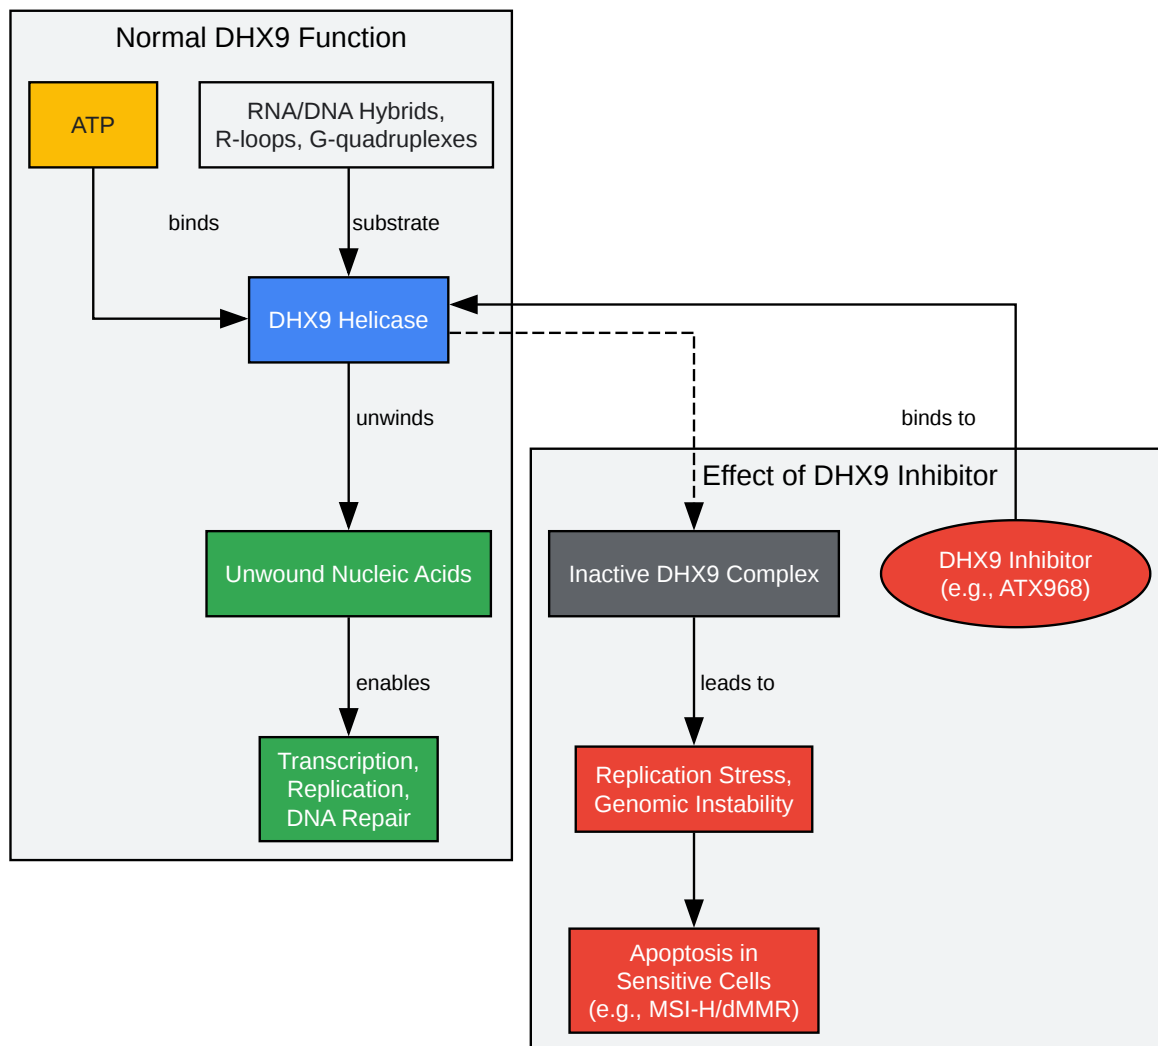 Normal DHX9 Function
ATP
RNA/DNA Hybrids,
R-loops, G-quadruplexes
binds
substrate
DHX9 Helicase
unwinds
binds to
Effect of DHX9 Inhibitor
Unwound Nucleic Acids
Inactive DHX9 Complex
DHX9 Inhibitor
(e.g., ATX968)
enables
leads to
Transcription,
Replication,
DNA Repair
Replication Stress,
Genomic Instability
Apoptosis in
Sensitive Cells
(e.g., MSI-H/dMMR)